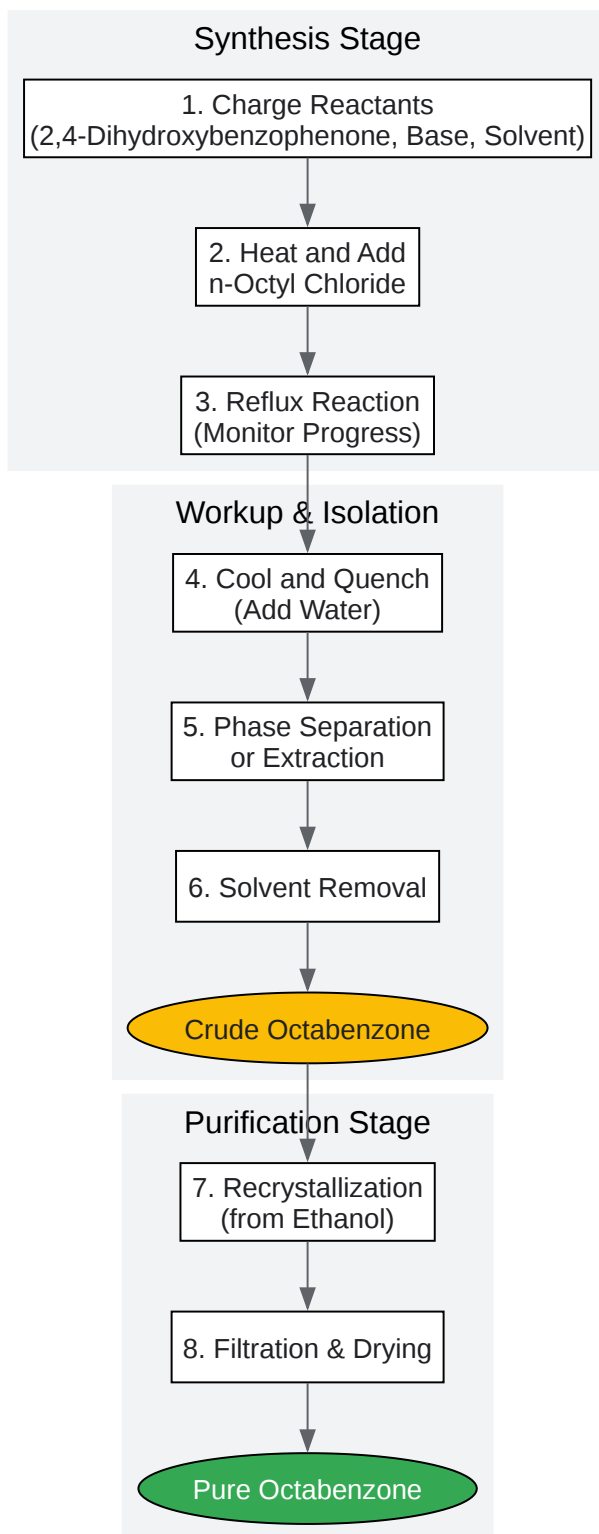 Synthesis Stage
1. Charge Reactants
(2,4-Dihydroxybenzophenone, Base, Solvent)
2. Heat and Add
n-Octyl Chloride
3. Reflux Reaction
(Monitor Progress)
Workup & Isolation
4. Cool and Quench
(Add Water)
5. Phase Separation
or Extraction
6. Solvent Removal
Crude Octabenzone
Purification Stage
7. Recrystallization
(from Ethanol)
8. Filtration & Drying
Pure Octabenzone